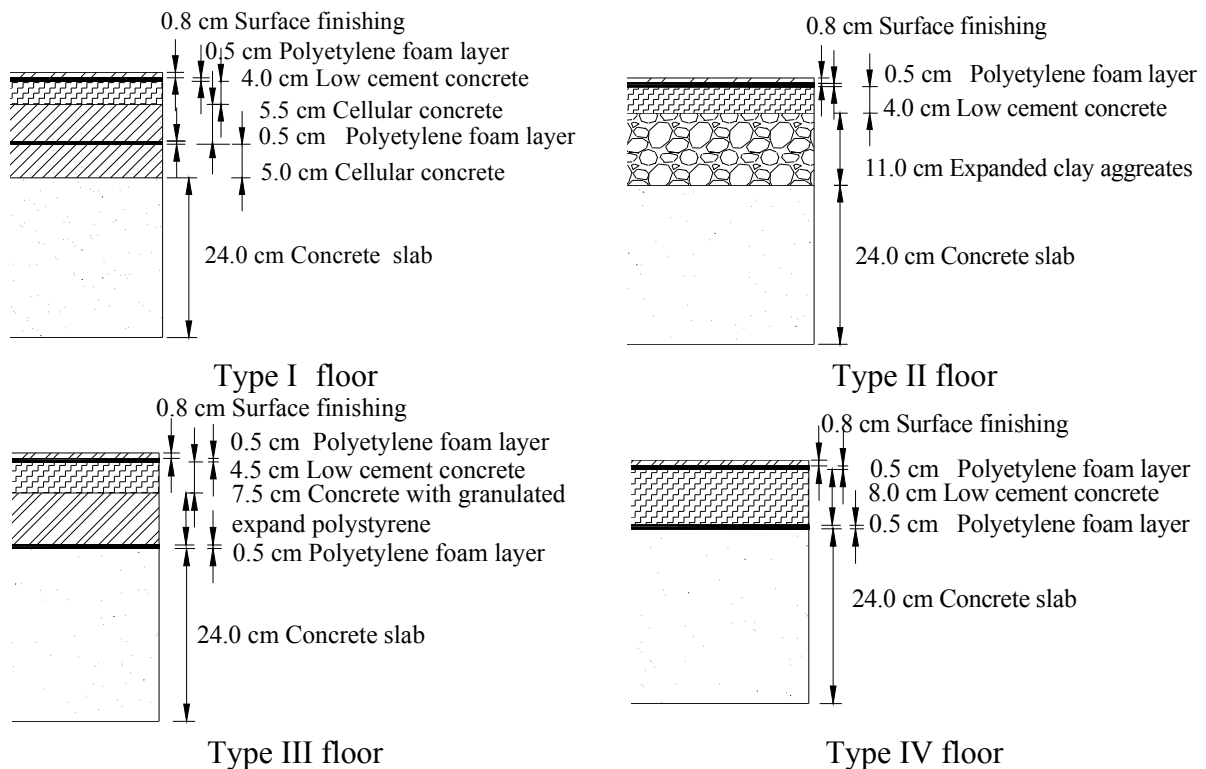 0.8 cm Surface finishing
0.5 cm Polyetylene foam layer
4.0 cm Low cement concrete
5.5 cm Cellular concrete
0.5 cm Polyetylene foam layer
5.0 cm Cellular concrete
24.0 cm Concrete slab
Type I floor
0.8 cm Surface finishing
0.5 cm Polyetylene foam layer
4.0 cm Low cement concrete
11.0 cm Expanded clay aggreates
24.0 cm Concrete slab
Type II floor
0.8 cm Surface finishing
0.5 cm Polyetylene foam layer
4.5 cm Low cement concrete
7.5 cm Concrete with granulated
expand polystyrene
0.5 cm Polyetylene foam layer
24.0 cm Concrete slab
Type III floor
0.8 cm Surface finishing
0.5 cm Polyetylene foam layer
8.0 cm Low cement concrete
0.5 cm Polyetylene foam layer
24.0 cm Concrete slab
Type IV floor